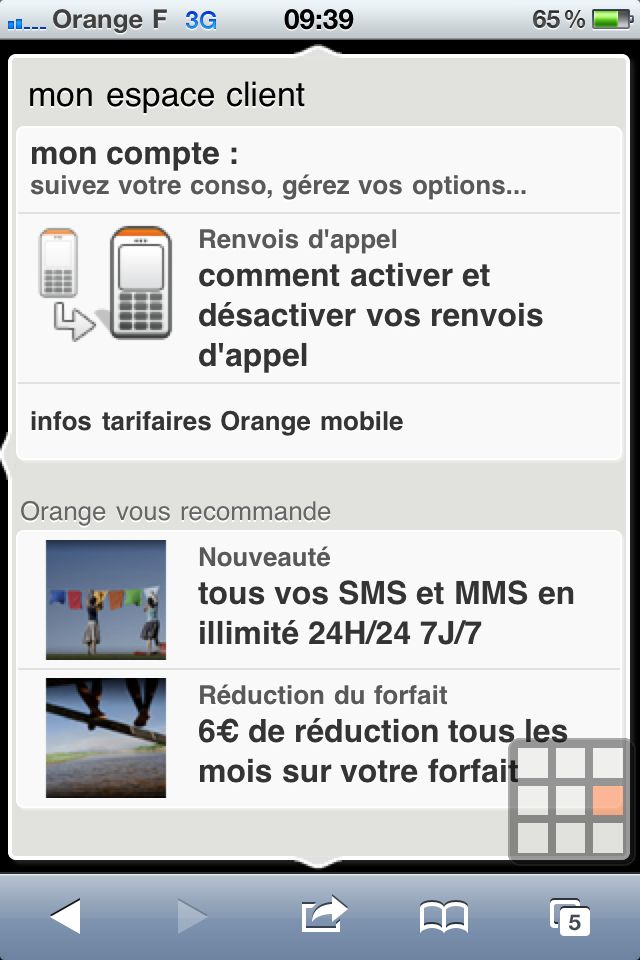 Orange F 3G 09:39 65 %
mon espace client
mon compte :
suivez votre conso, gérez vos options...
Renvois d'appel
comment activer et
désactiver vos renvois
d'appel
infos tarifaires Orange mobile
Orange vous recommande
Nouveauté
tous vos SMS et MMS en
illimité 24H/24 7J/7
Réduction du forfait
6€ de réduction tous les
mois sur votre forfait
5